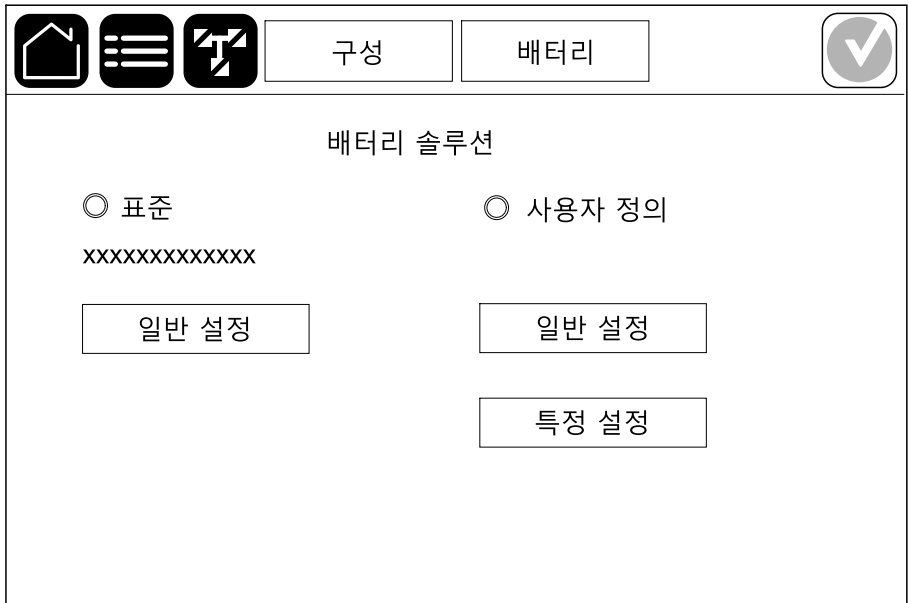 구성 배터리
배터리 솔루션
표준 사용자 정의
xxxxxxxxxxxxx
일반 설정 일반 설정
특정 설정